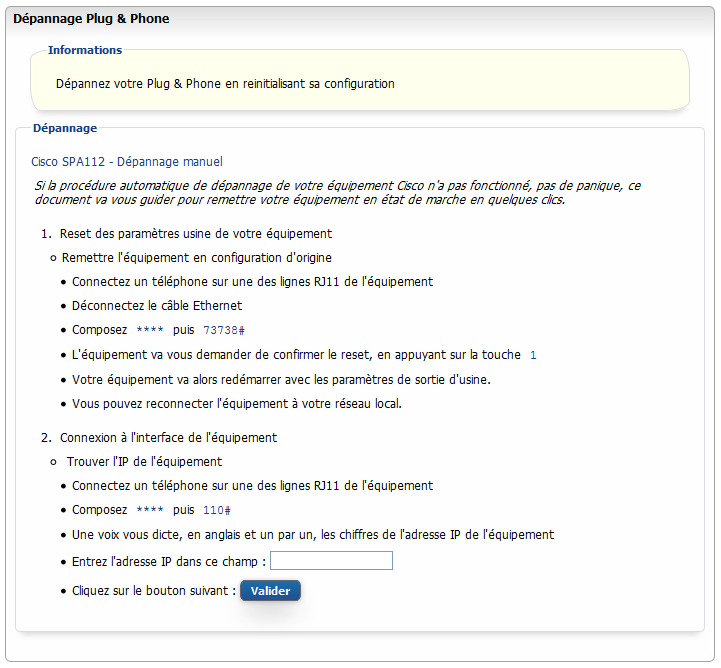 Dépannage Plug & Phone
Informations
Dépannez votre Plug & Phone en reinitialisant sa configuration
Dépannage
Cisco SPA112 - Dépannage manuel
Si la procédure automatique de dépannage de votre équipement Cisco n'a pas fonctionné, pas de panique, ce
document va vous guider pour remettre votre équipement en état de marche en quelques clics.
1. Reset des paramètres usine de votre équipement
Remettre l'équipement en configuration d'origine
Connectez un téléphone sur une des lignes RJ11 de l'équipement
Déconnectez le câble Ethernet
Composez **** puis 73738#
L'équipement va vous demander de confirmer le reset, en appuyant sur la touche 1
Votre équipement va alors redémarrer avec les paramètres de sortie d'usine.
Vous pouvez reconnecter l'équipement à votre réseau local.
2. Connexion à l'interface de l'équipement
Trouver l'IP de l'équipement
Connectez un téléphone sur une des lignes RJ11 de l'équipement
Composez **** puis 110#
Une voix vous dicte, en anglais et un par un, les chiffres de l'adresse IP de l'équipement
Entrez l'adresse IP dans ce champ :
Cliquez sur le bouton suivant : Valider